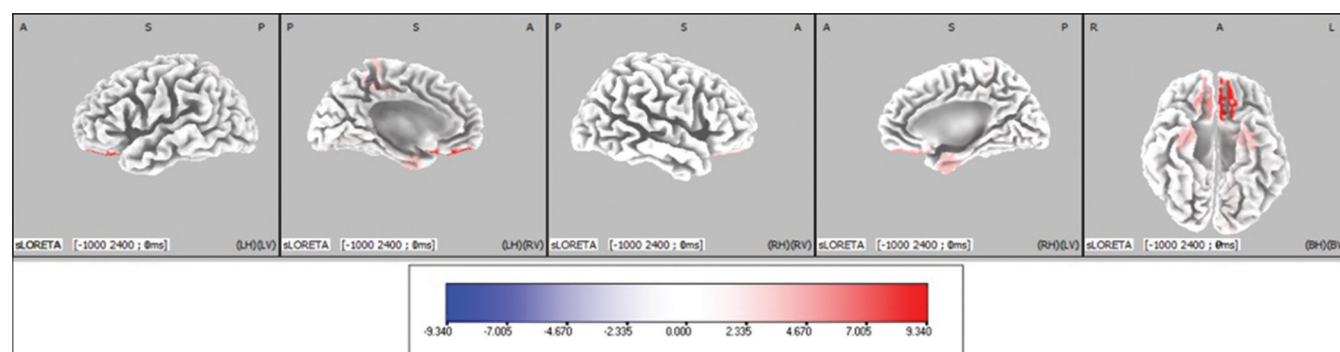 A S P
P S A
P S A
A S P
R A L
sLORETA [-1000 2400 ; 0ms] (LH)(LV)
sLORETA [-1000 2400 ; 0ms] (LH)(RV)
sLORETA [-1000 2400 ; 0ms] (RH)(RV)
sLORETA [-1000 2400 ; 0ms] (RH)(LV)
sLORETA [-1000 2400 ; 0ms] (BH)(BV
-9.340 -7.005 -4.670 -2.335 0.000 2.335 4.670 7.005 9.340